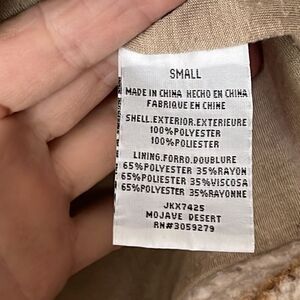 SMALL
MADE IN CHINA HECHO EN CHINA
FABRIQUE EN CHINE
SHELL.EXTERIOR.EXTERIEURE
100%POLYESTER
100%POLYESTER
LINING.FORRO.DOUBLURE
65%POLYESTER 35%RAYON
65%POLIESTER 35%VISCOSA
65%POLYESTER 35%RAYONNE
JKX7425
MOJAVE DESERT
RN#3059279